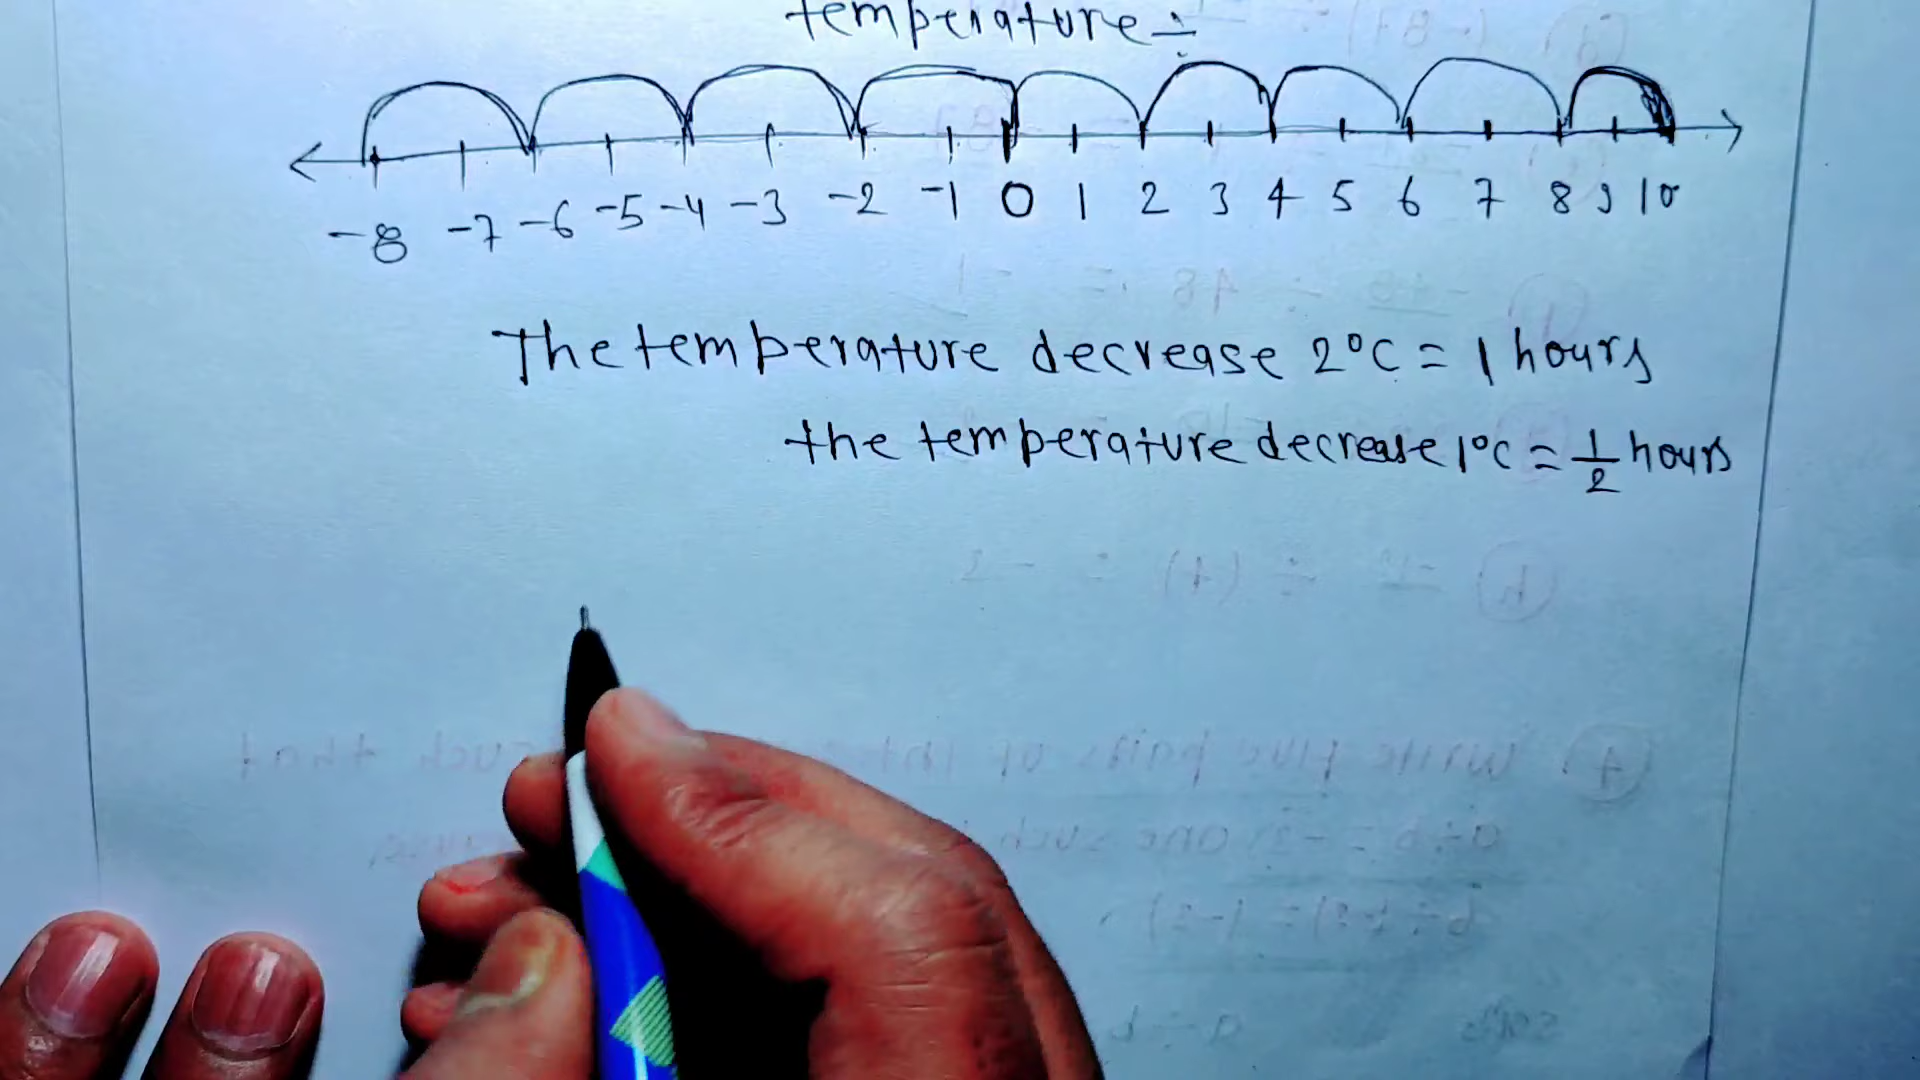 temperature :-
-8 -7 -6 -5 -4 -3 -2 -1 0 1 2 3 4 5 6 7 8 9 10
The temperature decrease 2°C = 1 hours
the temperature decrease 1°C = 1/2 hours